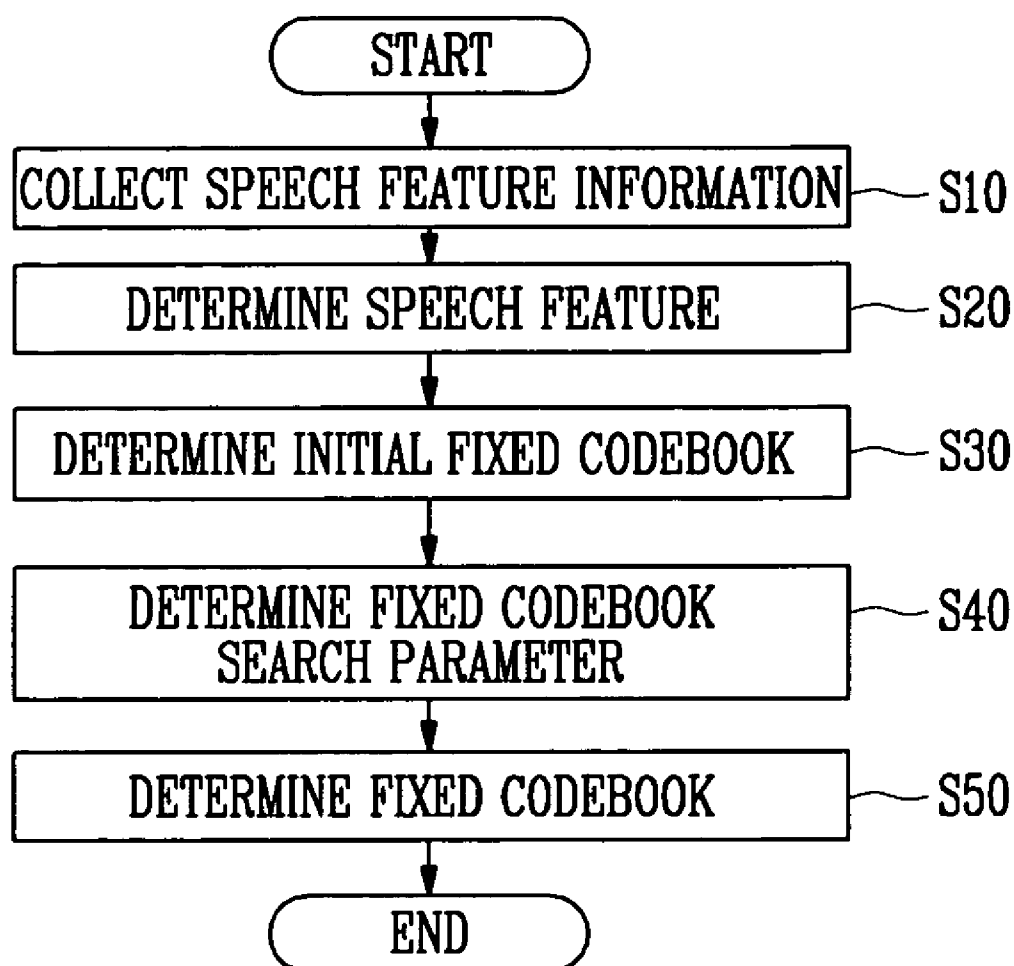 START
COLLECT SPEECH FEATURE INFORMATION S10
DETERMINE SPEECH FEATURE S20
DETERMINE INITIAL FIXED CODEBOOK S30
DETERMINE FIXED CODEBOOK
SEARCH PARAMETER S40
DETERMINE FIXED CODEBOOK S50
END